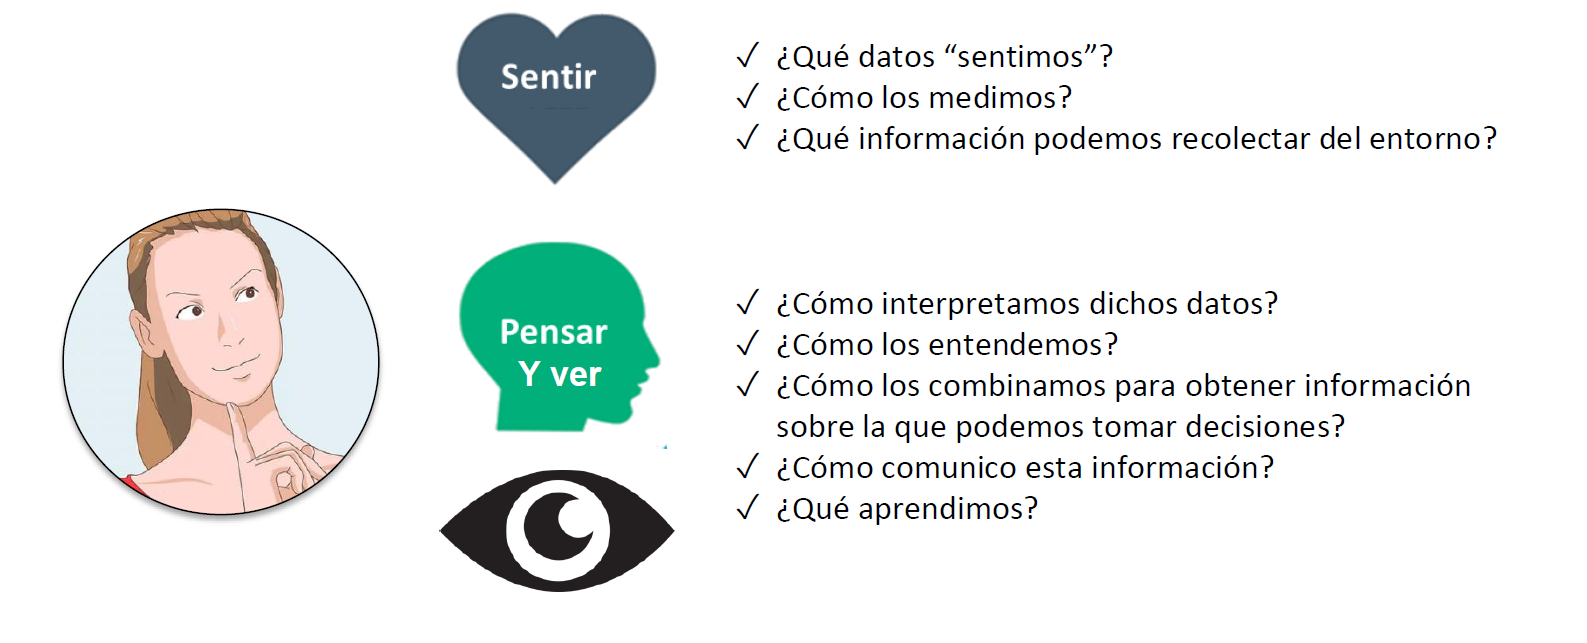 Sentir
✓ ¿Qué datos “sentimos”?
✓ ¿Cómo los medimos?
✓ ¿Qué información podemos recolectar del entorno?
Pensar
Y ver
✓ ¿Cómo interpretamos dichos datos?
✓ ¿Cómo los entendemos?
✓ ¿Cómo los combinamos para obtener información
sobre la que podemos tomar decisiones?
✓ ¿Cómo comunico esta información?
✓ ¿Qué aprendimos?